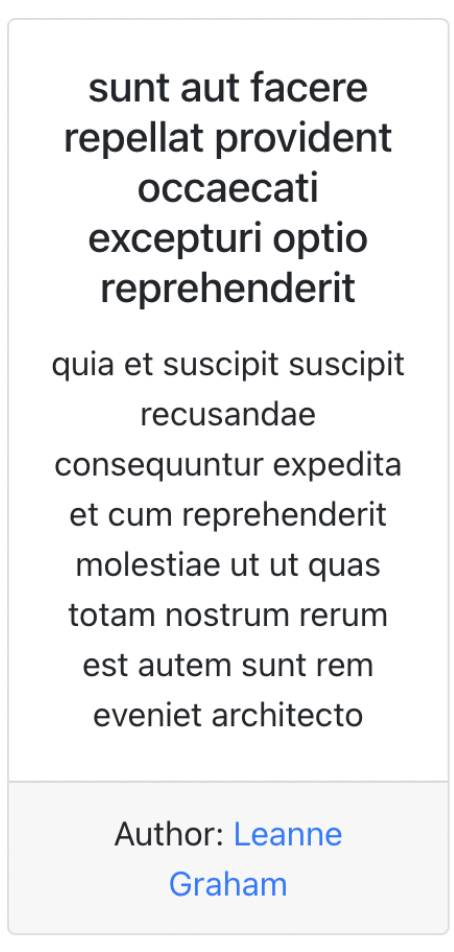 sunt aut facere
repellat provident
occaecati
excepturi optio
reprehenderit
quia et suscipit suscipit
recusandae
consequuntur expedita
et cum reprehenderit
molestiae ut ut quas
totam nostrum rerum
est autem sunt rem
eveniet architecto
Author: Leanne
Graham